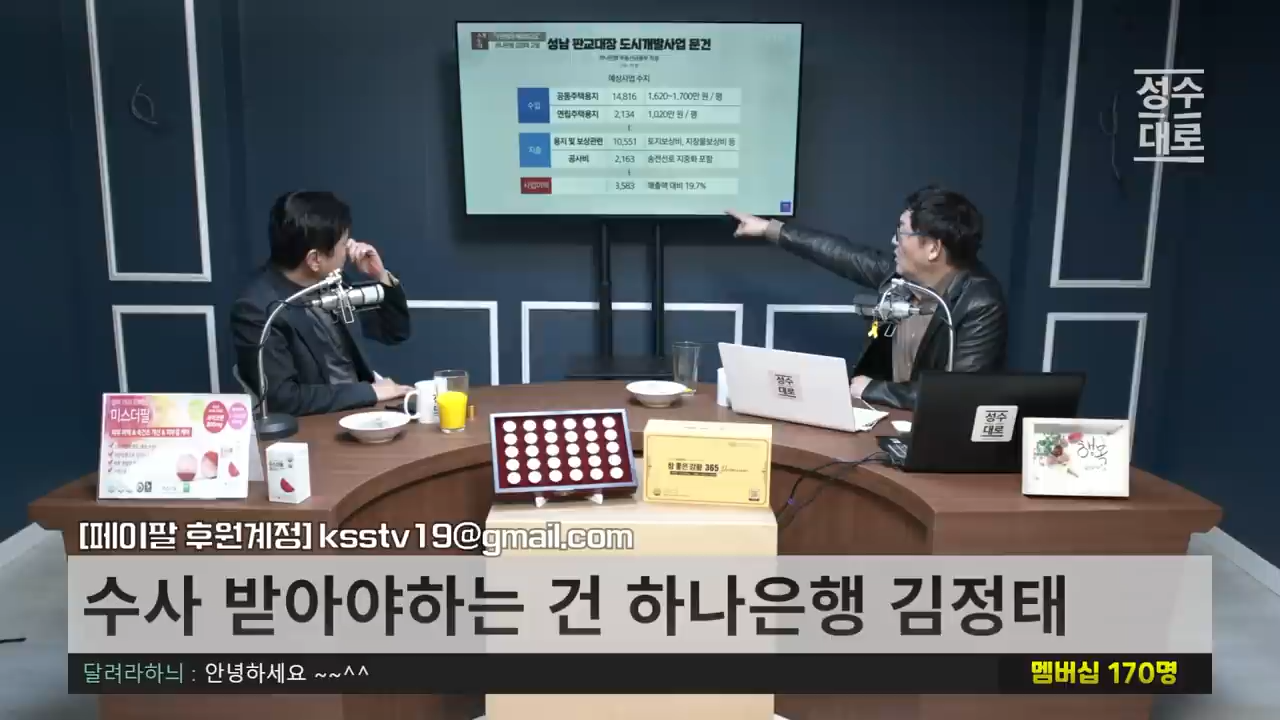 성남 판교대장 도시개발사업 문건
예상사업 수지
수입
공동주택용지 14,816 1,620~1,700만 원 / 평
연립주택용지 2,134 1,020만 원 / 평
지출
용지 및 보상관련 10,551 토지보상비, 지장물보상비 등
공사비 2,163 송전선로 지중화 포함
사업이익 3,583 매출액 대비 19.7%
성수
대로
성수
대로
성수
대로
미스더필
참 좋은 강황 365
행복
[페이팔 후원계정] ksstv19@gmail.com
수사 받아야하는 건 하나은행 김정태
달려라하늬 : 안녕하세요 ~~^^
멤버십 170명